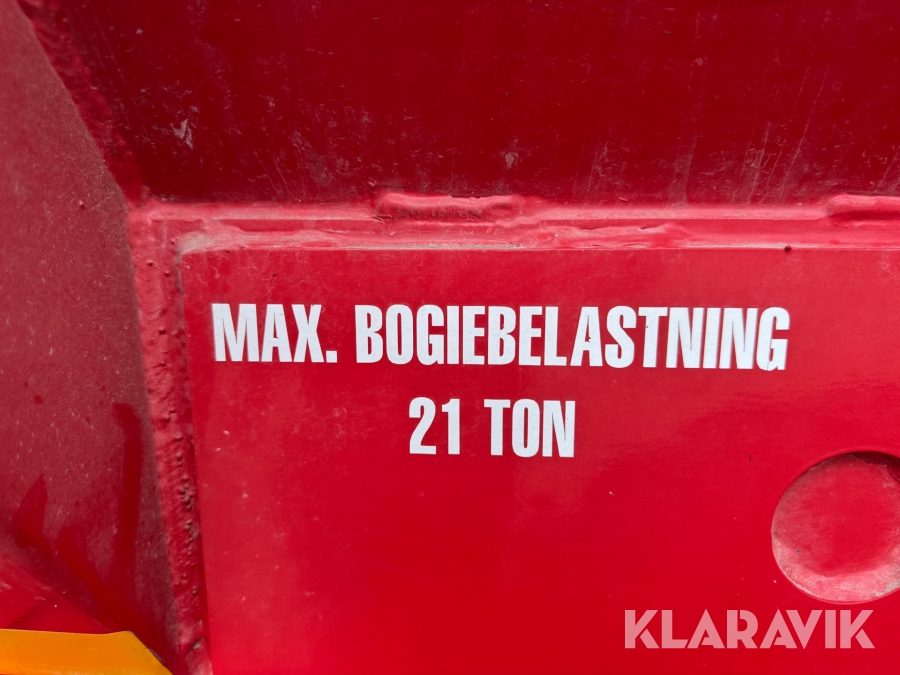 MAX. BOGIEBELASTNING
21 TON
KLARAVIK